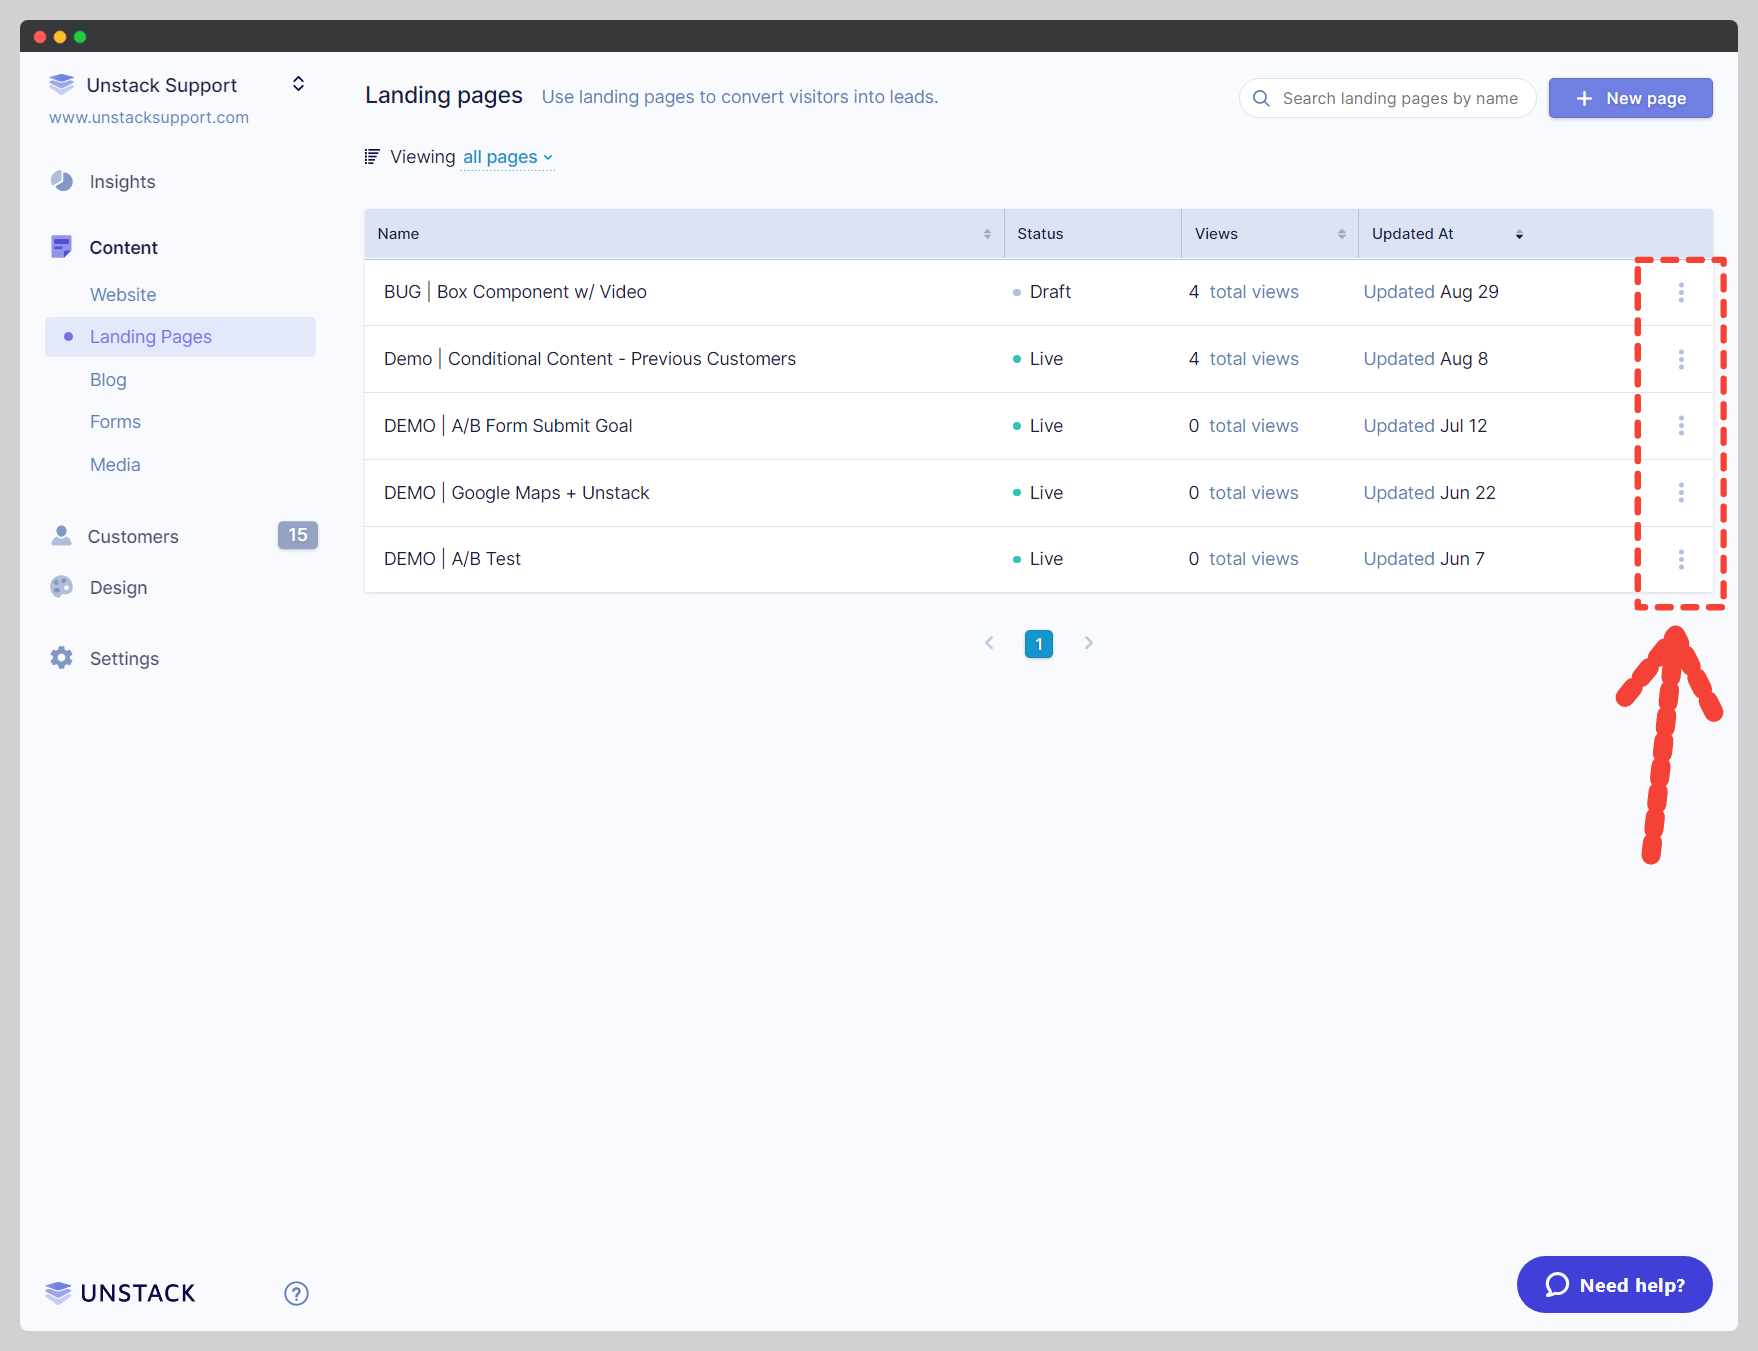 Unstack Support
www.unstacksupport.com
Insights
Content
Website
Landing Pages
Blog
Forms
Media
Customers 15
Design
Settings
UNSTACK ?
Landing pages Use landing pages to convert visitors into leads.
Search landing pages by name
+ New page
Viewing all pages
Name Status Views Updated At
BUG | Box Component w/ Video Draft 4 total views Updated Aug 29
Demo | Conditional Content - Previous Customers Live 4 total views Updated Aug 8
DEMO | A/B Form Submit Goal Live 0 total views Updated Jul 12
DEMO | Google Maps + Unstack Live 0 total views Updated Jun 22
DEMO | A/B Test Live 0 total views Updated Jun 7
1
Need help?